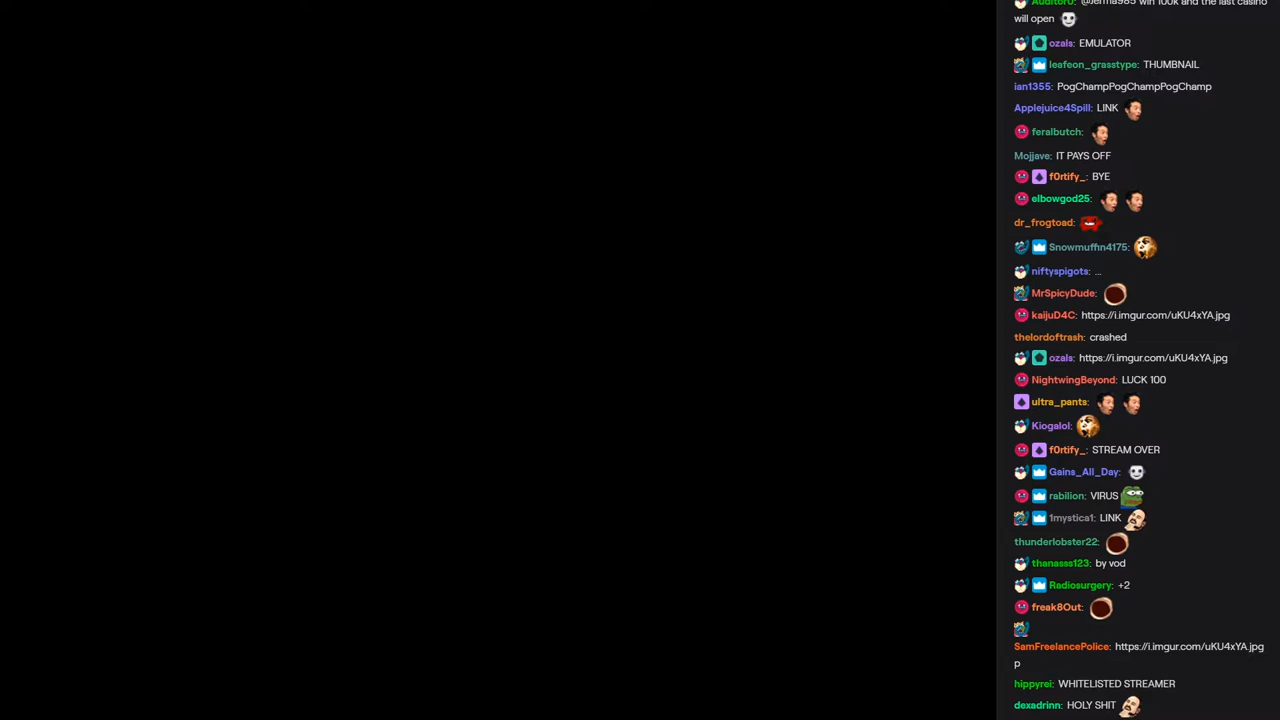 Auditor0: @Jerma985 win 100k and the last casino
will open
ozals: EMULATOR
leafeon_grasstype: THUMBNAIL
ian1355: PogChampPogChampPogChamp
Applejuice4Spill: LINK
feralbutch:
Mojjave: IT PAYS OFF
f0rtify_: BYE
elbowgod25:
dr_frogtoad:
Snowmuffin4175:
niftyspigots: ...
MrSpicyDude:
kaijuD4C: https://i.imgur.com/uKU4xYA.jpg
thelordoftrash: crashed
ozals: https://i.imgur.com/uKU4xYA.jpg
NightwingBeyond: LUCK 100
ultra_pants:
Kiogalol:
f0rtify_: STREAM OVER
Gains_All_Day:
rabilion: VIRUS
1mystica1: LINK
thunderlobster22:
thanasss123: by vod
Radiosurgery: +2
freak8Out:
SamFreelancePolice: https://i.imgur.com/uKU4xYA.jpg
p
hippyrei: WHITELISTED STREAMER
dexadrinn: HOLY SHIT